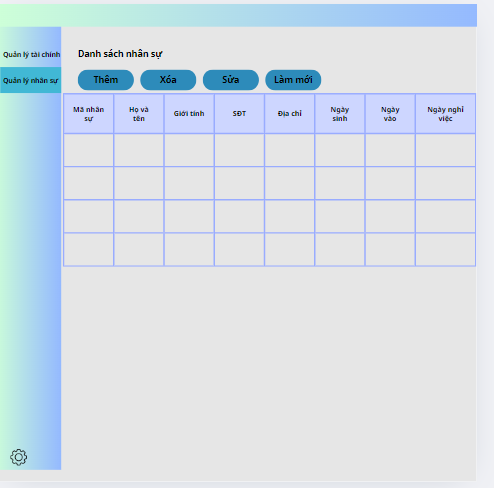 Quản lý tài chính
Quản lý nhân sự
Danh sách nhân sự
Thêm Xóa Sửa Làm mới
Mã nhân sự Họ và tên Giới tính SĐT Địa chỉ Ngày sinh Ngày vào Ngày nghỉ việc